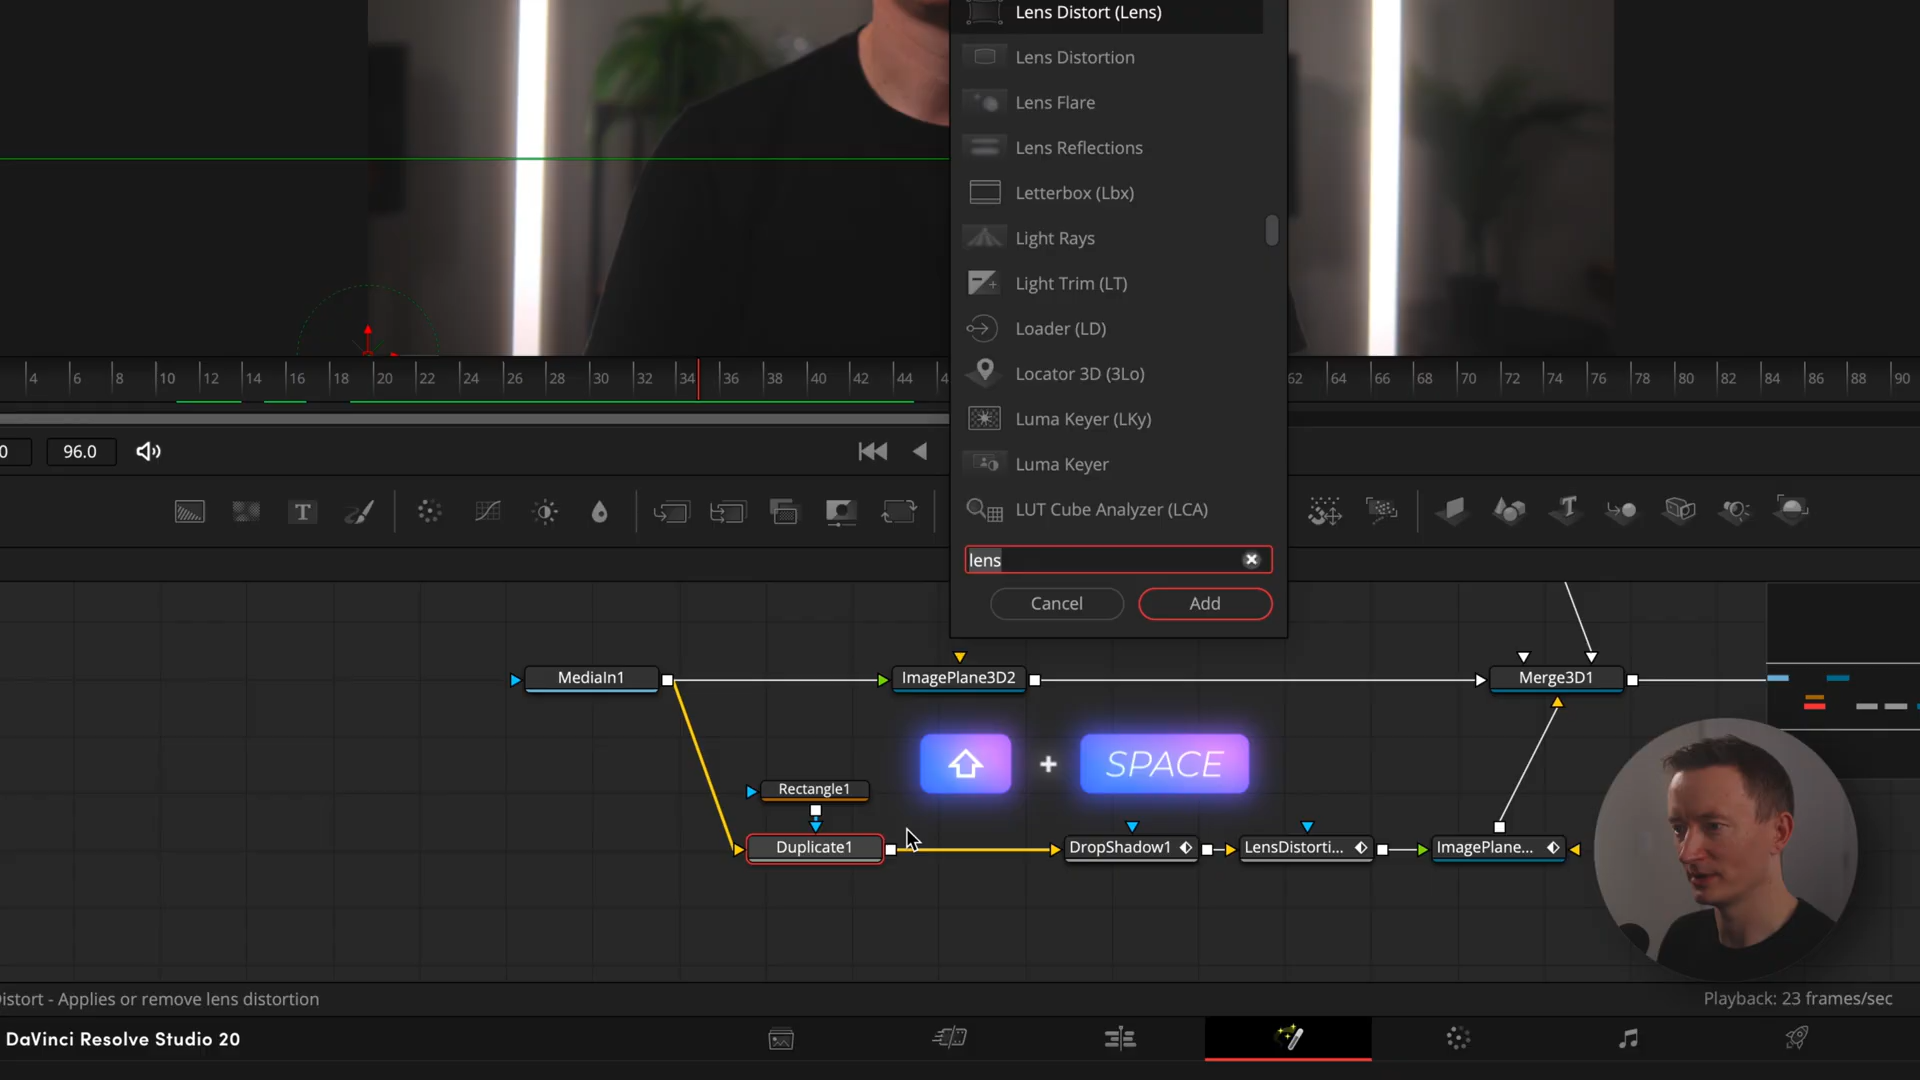 Lens Distort (Lens)
Lens Distortion
Lens Flare
Lens Reflections
Letterbox (Lbx)
Light Rays
Light Trim (LT)
Loader (LD)
Locator 3D (3Lo)
Luma Keyer (LKy)
Luma Keyer
LUT Cube Analyzer (LCA)
lens
Cancel Add
4 6 8 10 12 14 16 18 20 22 24 26 28 30 32 34 36 38 40 42 44 4 62 64 66 68 70 72 74 76 78 80 82 84 86 88 90
0 96.0
T
MediaIn1 ImagePlane3D2 Merge3D1
+ SPACE
Rectangle1
Duplicate1 DropShadow1 LensDistorti... ImagePlane...
istort - Applies or remove lens distortion
Playback: 23 frames/sec
DaVinci Resolve Studio 20